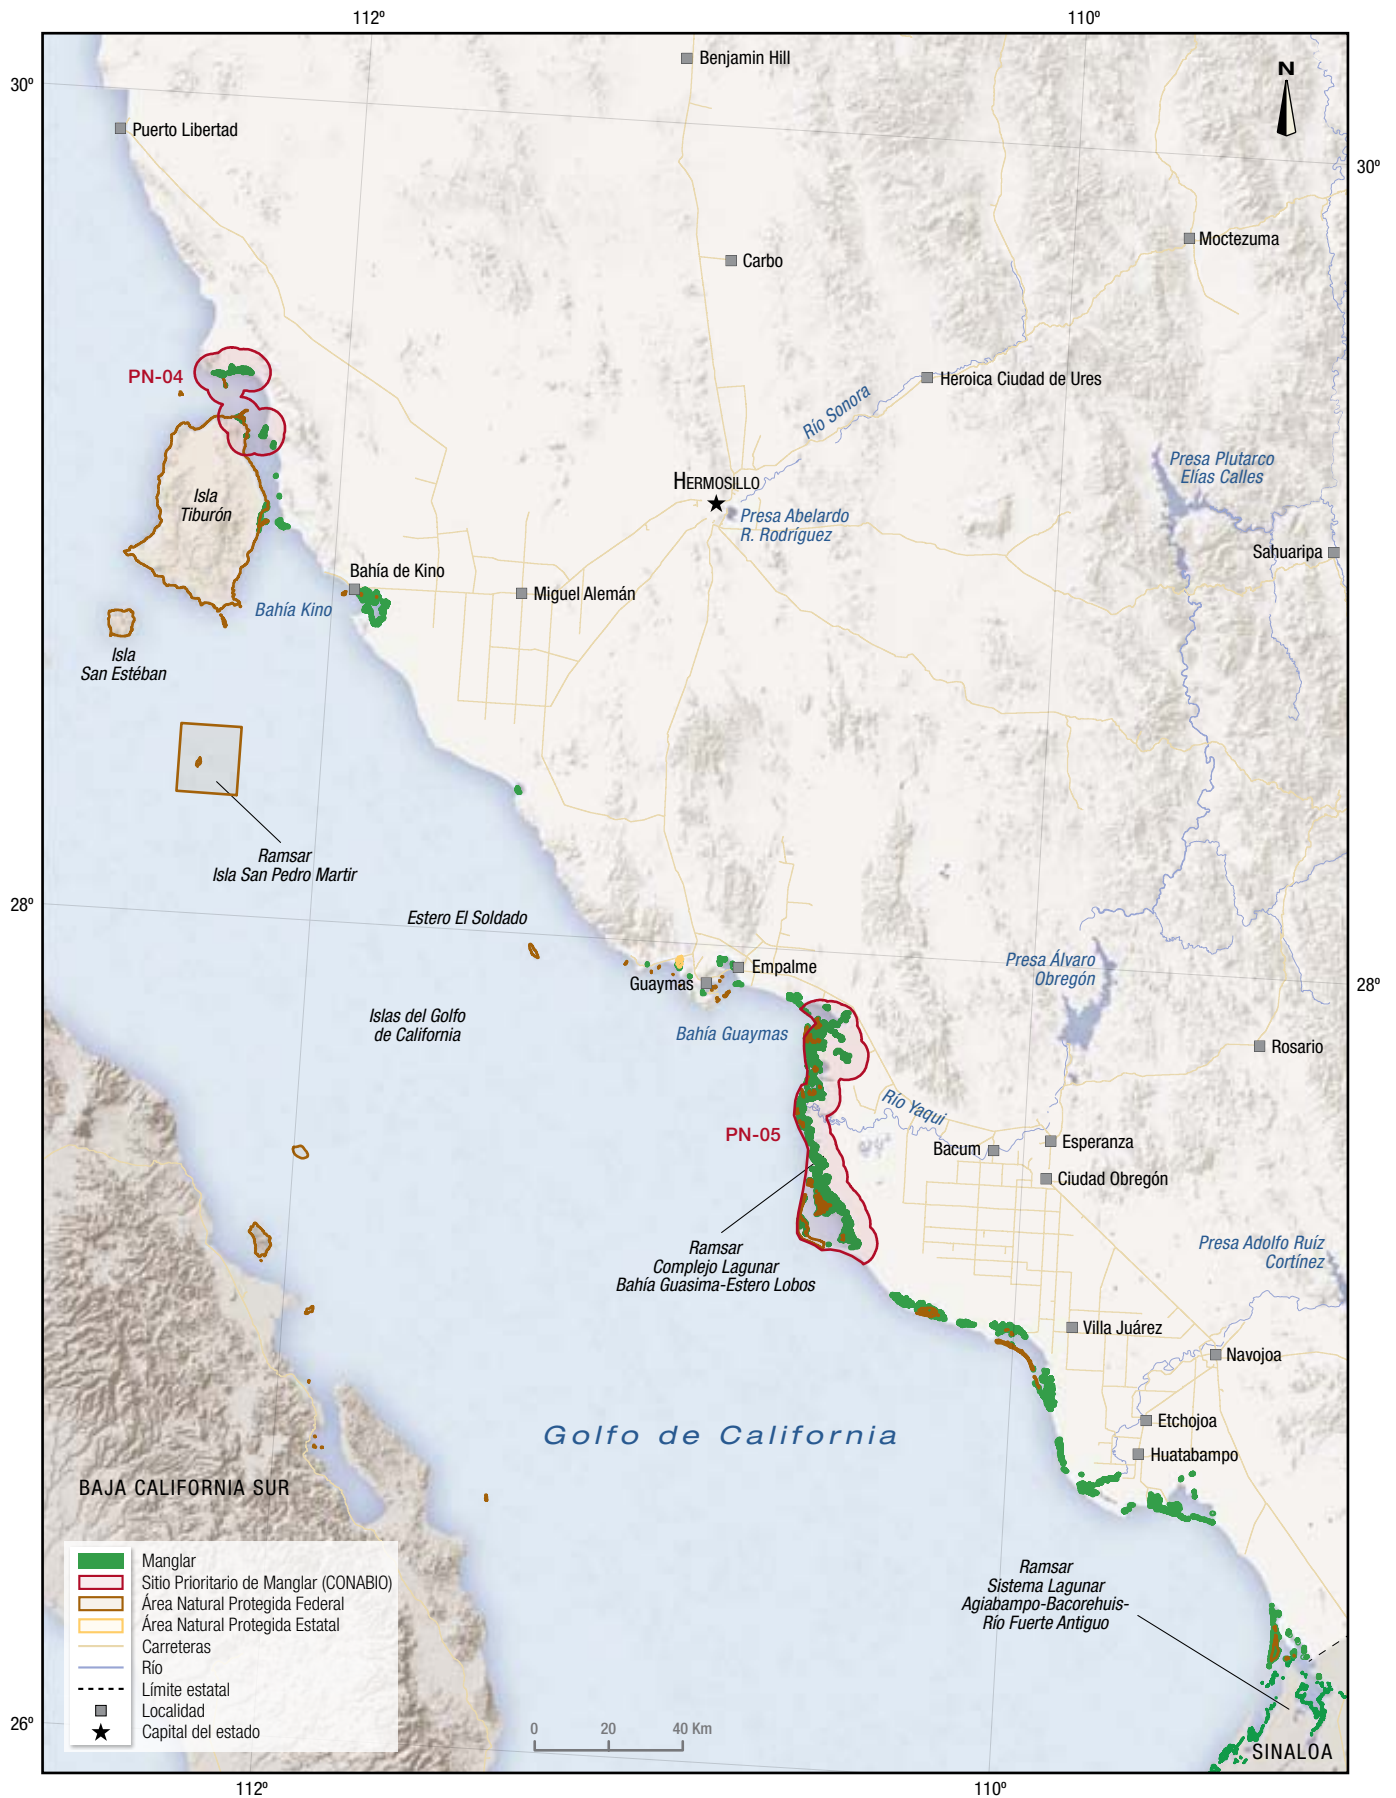 112º
110º
30º
N
Benjamin Hill
Puerto Libertad
30º
Moctezuma
Carbo
PN-04
Heroica Ciudad de Ures
Río Sonora
Presa Plutarco
Elías Calles
HERMOSILLO
Isla
Tiburón
Presa Abelardo
R. Rodríguez
Sahuaripa
Bahía de Kino
Miguel Alemán
Bahía Kino
Isla
San Estéban
Ramsar
Isla San Pedro Martir
28º
Estero El Soldado
Empalme
Presa Álvaro
Obregón
Guaymas
28º
Islas del Golfo
de California
Bahía Guaymas
Rosario
Río Yaqui
PN-05
Bacum
Esperanza
Ciudad Obregón
Ramsar
Complejo Lagunar
Bahía Guasima-Estero Lobos
Presa Adolfo Ruíz
Cortínez
Villa Juárez
Navojoa
Golfo de California
Etchojoa
Huatabampo
BAJA CALIFORNIA SUR
Ramsar
Sistema Lagunar
Agiabampo-Bacorehuis-
Río Fuerte Antiguo
Manglar
Sitio Prioritario de Manglar (CONABIO)
Área Natural Protegida Federal
Área Natural Protegida Estatal
Carreteras
Río
Límite estatal
Localidad
Capital del estado
26º
0 20 40 Km
SINALOA
112º
110º